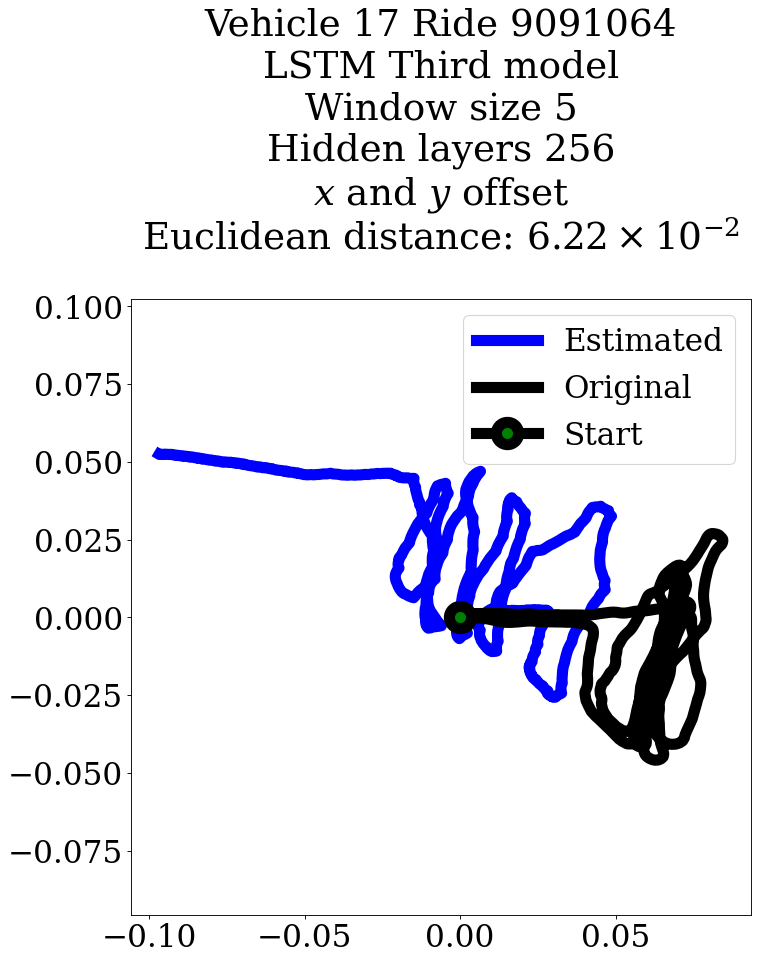 Vehicle 17 Ride 9091064
LSTM Third model
Window size 5
Hidden layers 256
x and y offset
Euclidean distance: 6.22 × 10⁻²
0.100
0.075
0.050
0.025
0.000
−0.025
−0.050
−0.075
Estimated
Original
Start
−0.10
−0.05
0.00
0.05